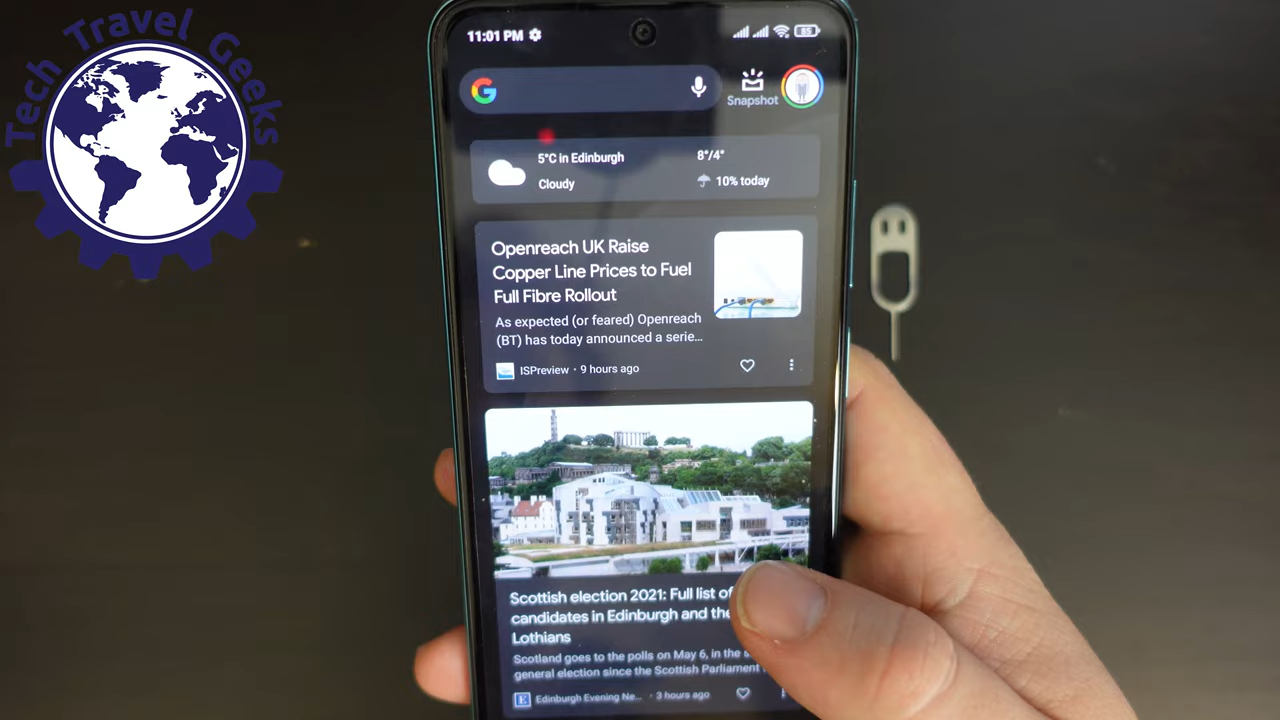 Tech Travel Geeks
11:01 PM
85
Snapshot
5°C in Edinburgh
8°/4°
Cloudy
10% today
Openreach UK Raise
Copper Line Prices to Fuel
Full Fibre Rollout
As expected (or feared) Openreach
(BT) has today announced a serie...
ISPreview · 9 hours ago
Scottish election 2021: Full list of
candidates in Edinburgh and the
Lothians
Scotland goes to the polls on May 6, in the
general election since the Scottish Parliament
E Edinburgh Evening Ne... · 3 hours ago